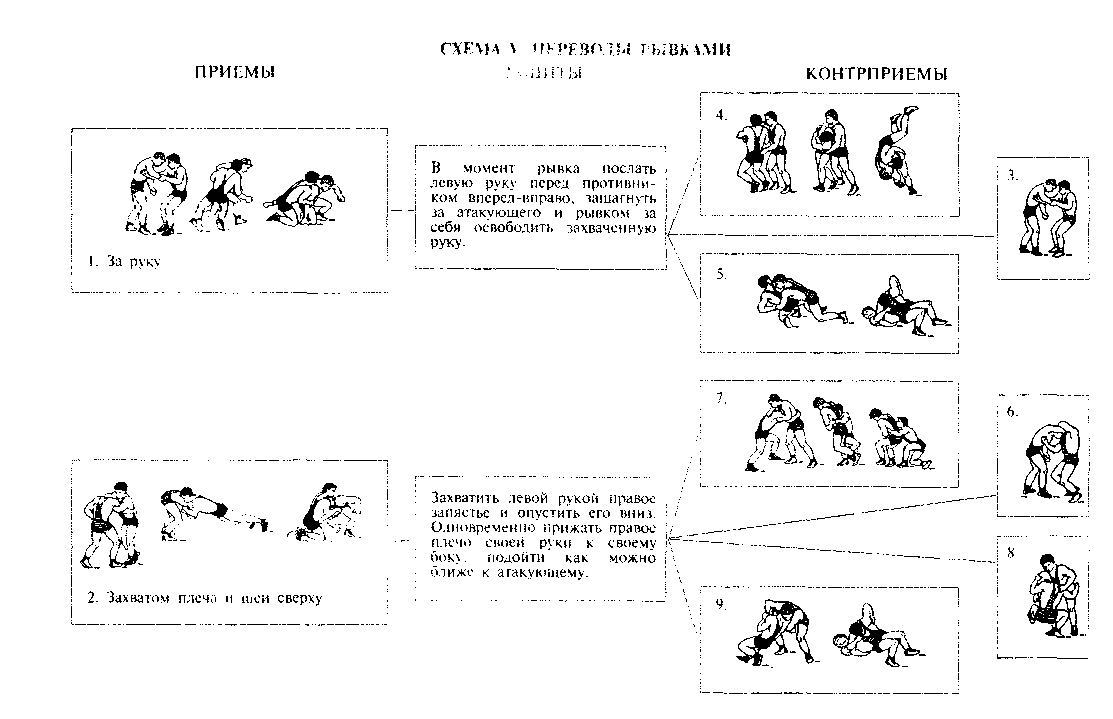 СХЕМА V. ПЕРЕВОДЫ РЫВКАМИ
ПРИЕМЫ
ЗАЩИТЫ
КОНТРПРИЕМЫ
1. За руку
В момент рывка послать
левую руку перед противни-
ком вперед-вправо, зашагнуть
за атакующего и рывком за
себя освободить захваченную
руку.
4.
3.
5.
2. Захватом плеча и шеи сверху
Захватить левой рукой правое
запястье и опустить его вниз.
Одновременно прижать правое
плечо своей руки к своему
боку, подойти как можно
ближе к атакующему.
7.
6.
8
9.